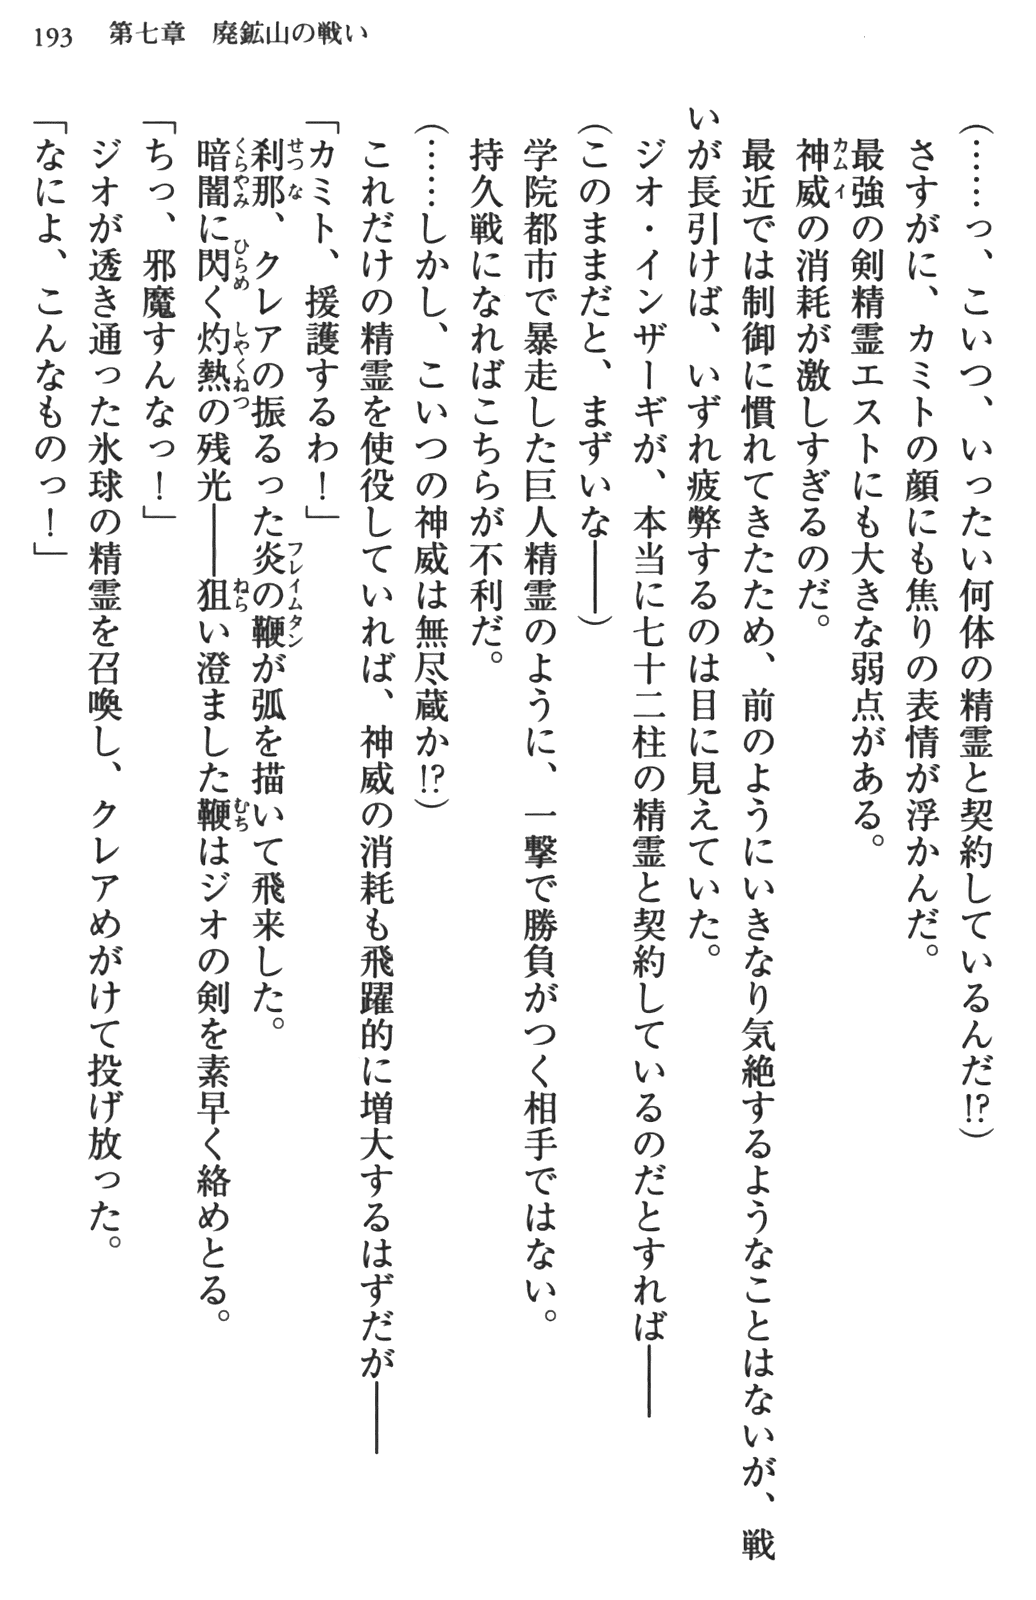 193　第七章　廃鉱山の戦い
（……っ、こいつ、いったい何体の精霊と契約しているんだ!?）
さすがに、カミトの顔にも焦りの表情が浮かんだ。
最強の剣精霊エストにも大きな弱点がある。
神威の消耗が激しすぎるのだ。
最近では制御に慣れてきたため、前のようにいきなり気絶するようなことはないが、戦
いが長引けば、いずれ疲弊するのは目に見えていた。
ジオ・インザーギが、本当に七十二柱の精霊と契約しているのだとすれば――
（このままだと、まずいな――）
学院都市で暴走した巨人精霊のように、一撃で勝負がつく相手ではない。
持久戦になればこちらが不利だ。
（……しかし、こいつの神威は無尽蔵か!?）
これだけの精霊を使役していれば、神威の消耗も飛躍的に増大するはずだが――
「カミト、援護するわ！」
刹那、クレアの振るった炎の鞭が弧を描いて飛来した。
暗闇に閃く灼熱の残光――狙い澄ました鞭はジオの剣を素早く絡めとる。
「ちっ、邪魔すんなっ！」
ジオが透き通った氷球の精霊を召喚し、クレアめがけて投げ放った。
「なによ、こんなものっ！」